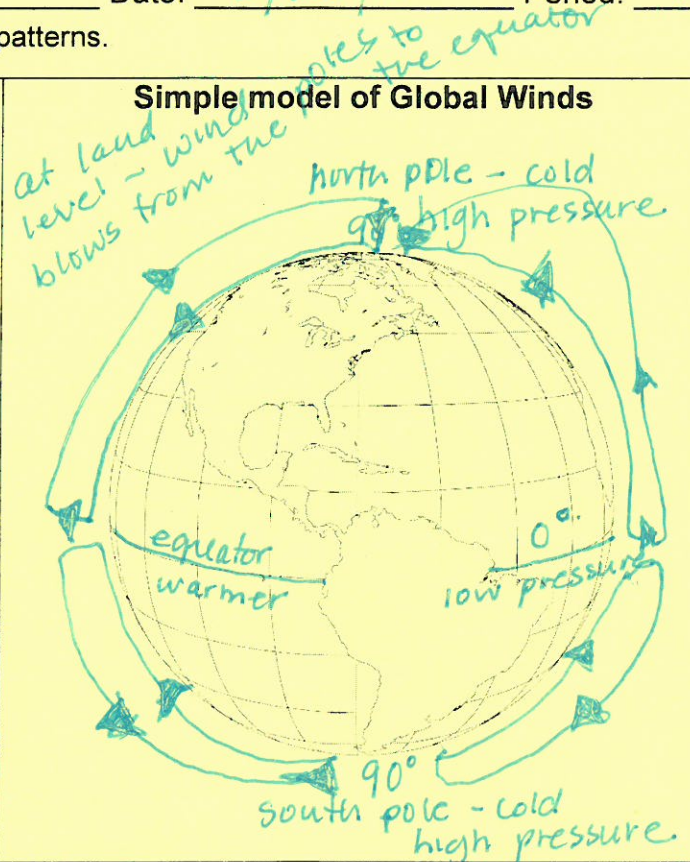 Date: Period:
patterns.
Simple model of Global Winds
at land
level - wind
blows from the poles to
the equator
north pole - cold
90° high pressure
equator
warmer
0°
low pressure
90°
south pole - cold
high pressure